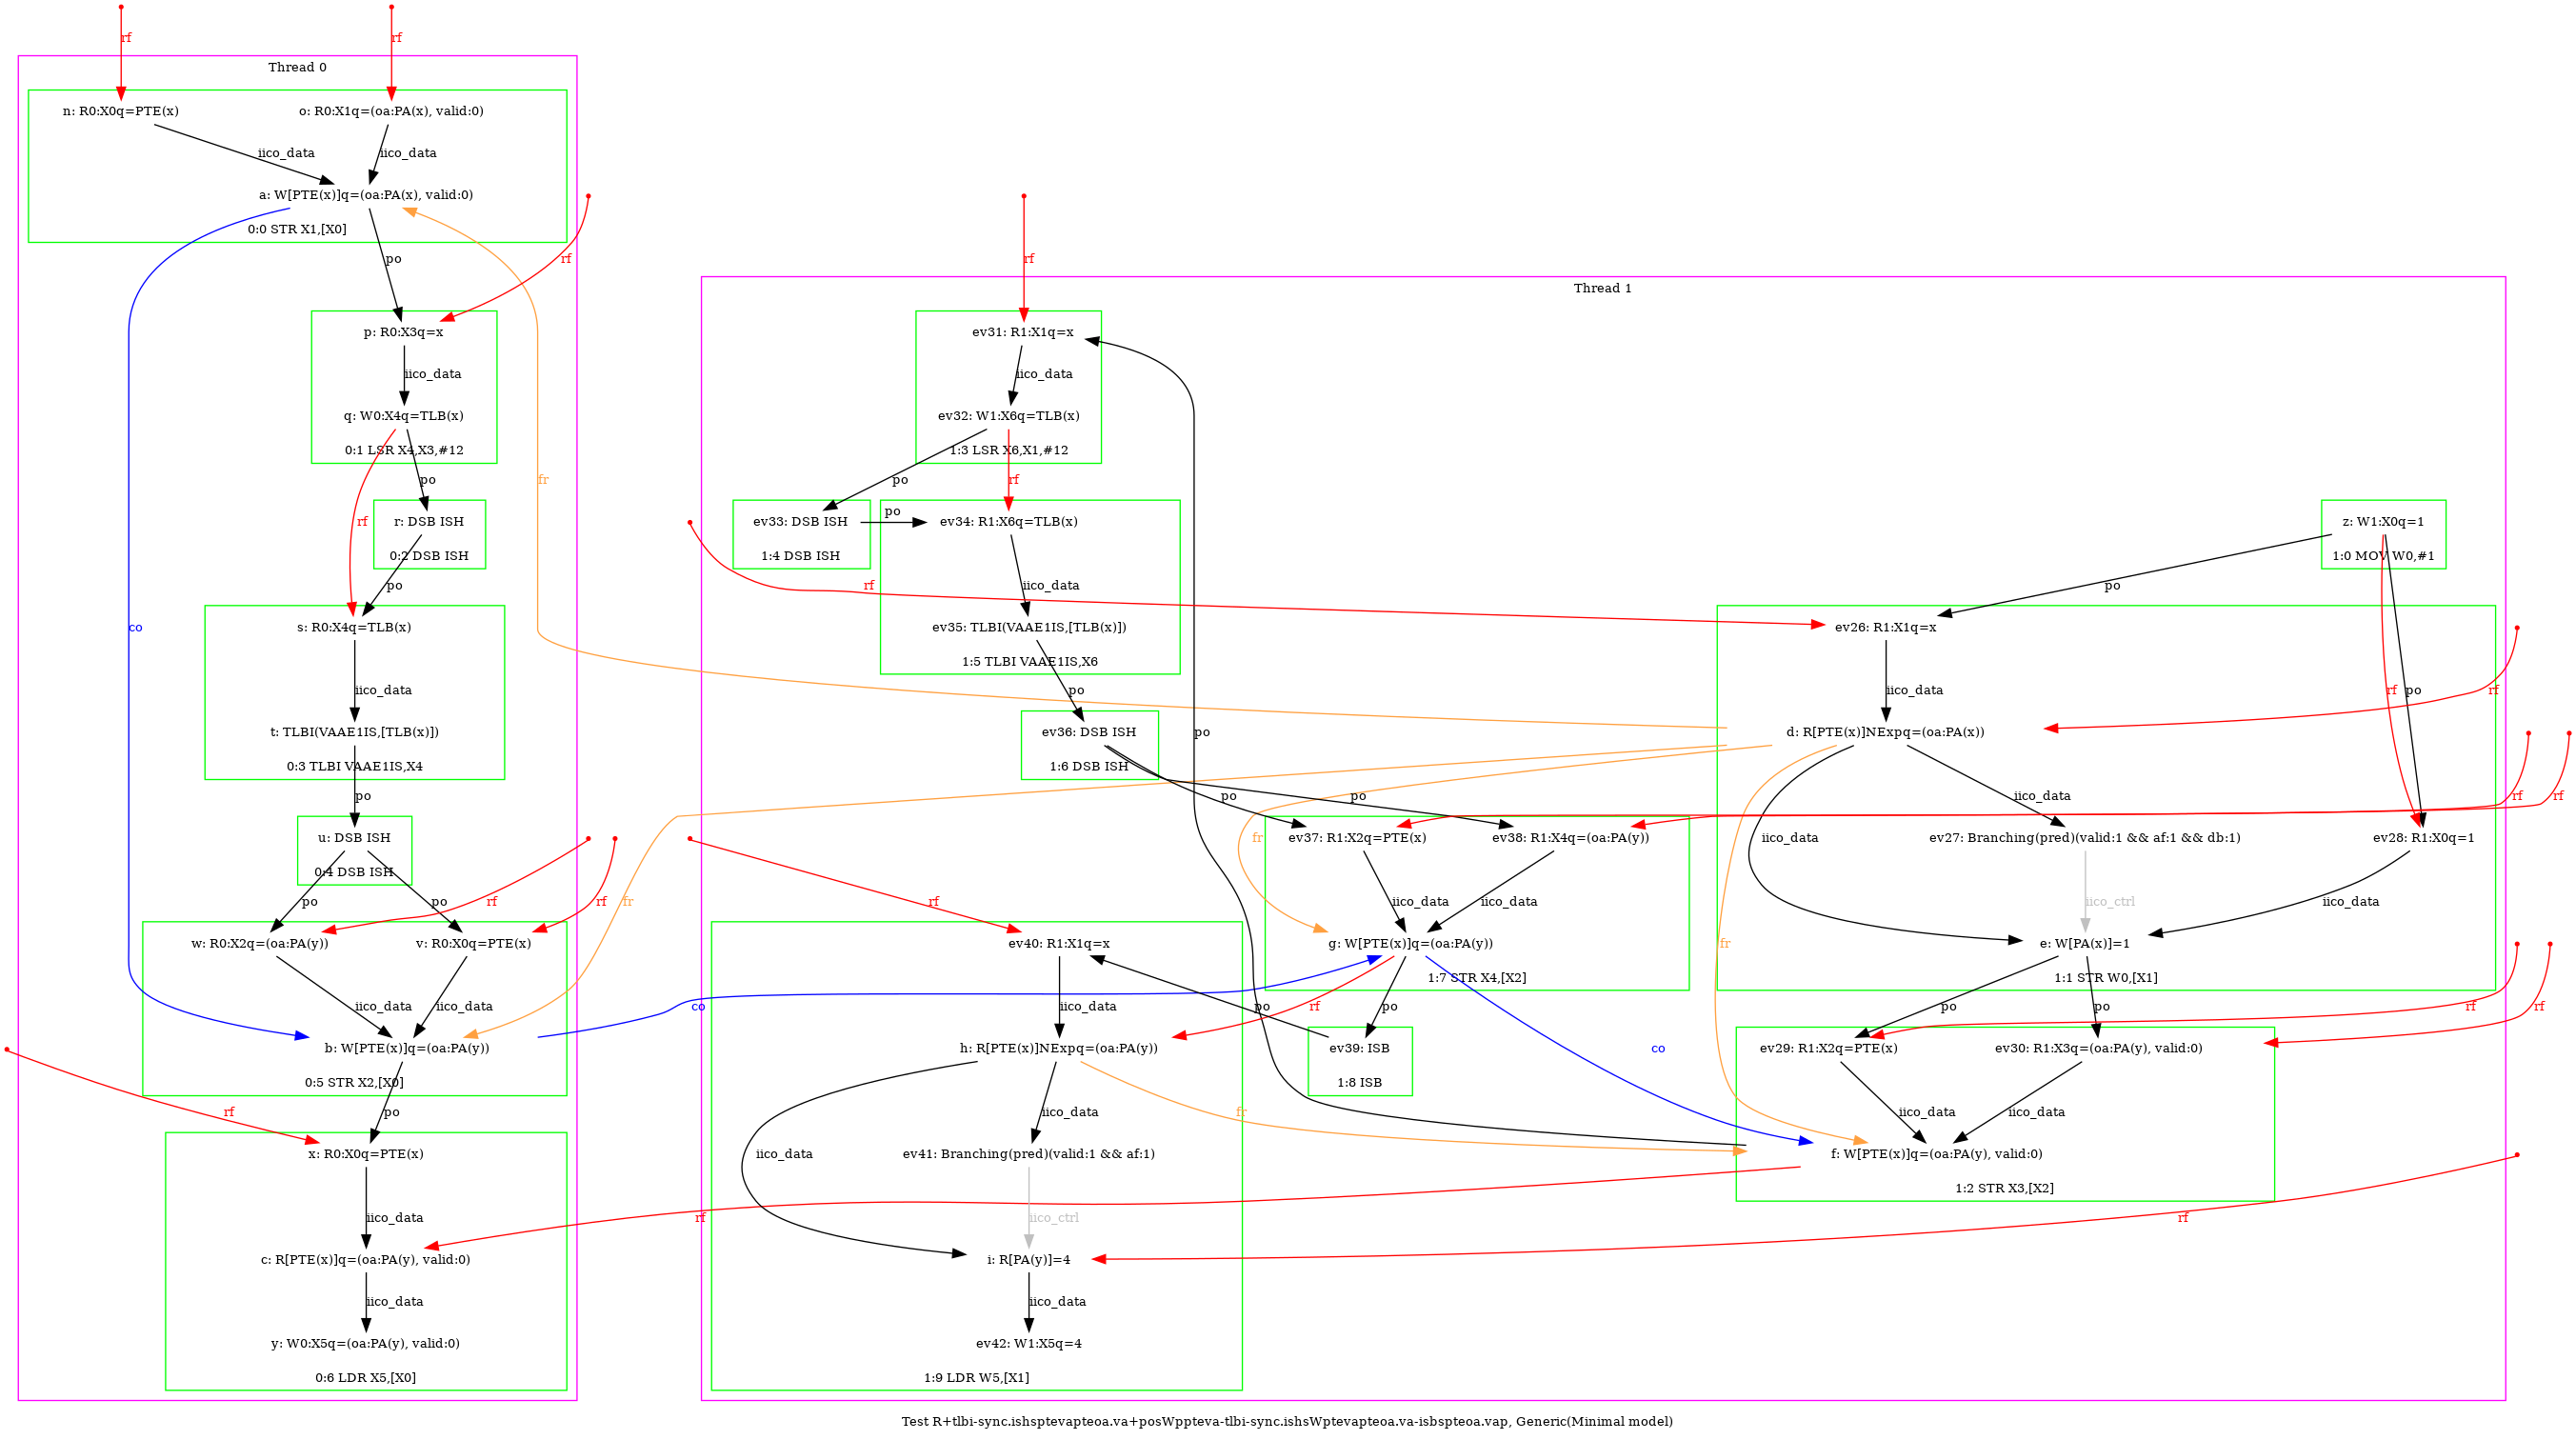 rf
rf
Thread 0
n: R0:X0q=PTE(x)
o: R0:X1q=(oa:PA(x), valid:0)
iico_data
iico_data
a: W[PTE(x)]q=(oa:PA(x), valid:0)
0:0 STR X1,[X0]
po
rf
p: R0:X3q=x
iico_data
q: W0:X4q=TLB(x)
0:1 LSR X4,X3,#12
po
fr
rf
r: DSB ISH
0:2 DSB ISH
po
co
s: R0:X4q=TLB(x)
iico_data
t: TLBI(VAAE1IS,[TLB(x)])
0:3 TLBI VAAE1IS,X4
po
u: DSB ISH
0:4 DSB ISH
po
po
rf
rf
fr
w: R0:X2q=(oa:PA(y))
v: R0:X0q=PTE(x)
iico_data
iico_data
b: W[PTE(x)]q=(oa:PA(y))
0:5 STR X2,[X0]
rf
po
x: R0:X0q=PTE(x)
iico_data
c: R[PTE(x)]q=(oa:PA(y), valid:0)
iico_data
y: W0:X5q=(oa:PA(y), valid:0)
0:6 LDR X5,[X0]
rf
Thread 1
ev31: R1:X1q=x
iico_data
ev32: W1:X6q=TLB(x)
1:3 LSR X6,X1,#12
po
rf
ev33: DSB ISH
1:4 DSB ISH
po
ev34: R1:X6q=TLB(x)
iico_data
ev35: TLBI(VAAE1IS,[TLB(x)])
1:5 TLBI VAAE1IS,X6
rf
po
ev36: DSB ISH
1:6 DSB ISH
po
po
po
z: W1:X0q=1
1:0 MOV W0,#1
po
ev26: R1:X1q=x
iico_data
rf
po
rf
d: R[PTE(x)]NExpq=(oa:PA(x))
iico_data
iico_data
rf
rf
ev27: Branching(pred)(valid:1 && af:1 && db:1)
ev28: R1:X0q=1
iico_ctrl
iico_data
e: W[PA(x)]=1
1:1 STR W0,[X1]
fr
ev37: R1:X2q=PTE(x)
ev38: R1:X4q=(oa:PA(y))
iico_data
iico_data
g: W[PTE(x)]q=(oa:PA(y))
1:7 STR X4,[X2]
fr
rf
ev40: R1:X1q=x
iico_data
co
rf
po
po
po
po
rf
rf
h: R[PTE(x)]NExpq=(oa:PA(y))
ev39: ISB
1:8 ISB
co
ev29: R1:X2q=PTE(x)
ev30: R1:X3q=(oa:PA(y), valid:0)
iico_data
iico_data
f: W[PTE(x)]q=(oa:PA(y), valid:0)
1:2 STR X3,[X2]
iico_data
fr
iico_data
ev41: Branching(pred)(valid:1 && af:1)
rf
iico_ctrl
rf
i: R[PA(y)]=4
iico_data
ev42: W1:X5q=4
1:9 LDR W5,[X1]
Test R+tlbi-sync.ishsptevapteoa.va+posWppteva-tlbi-sync.ishsWptevapteoa.va-isbspteoa.vap, Generic(Minimal model)